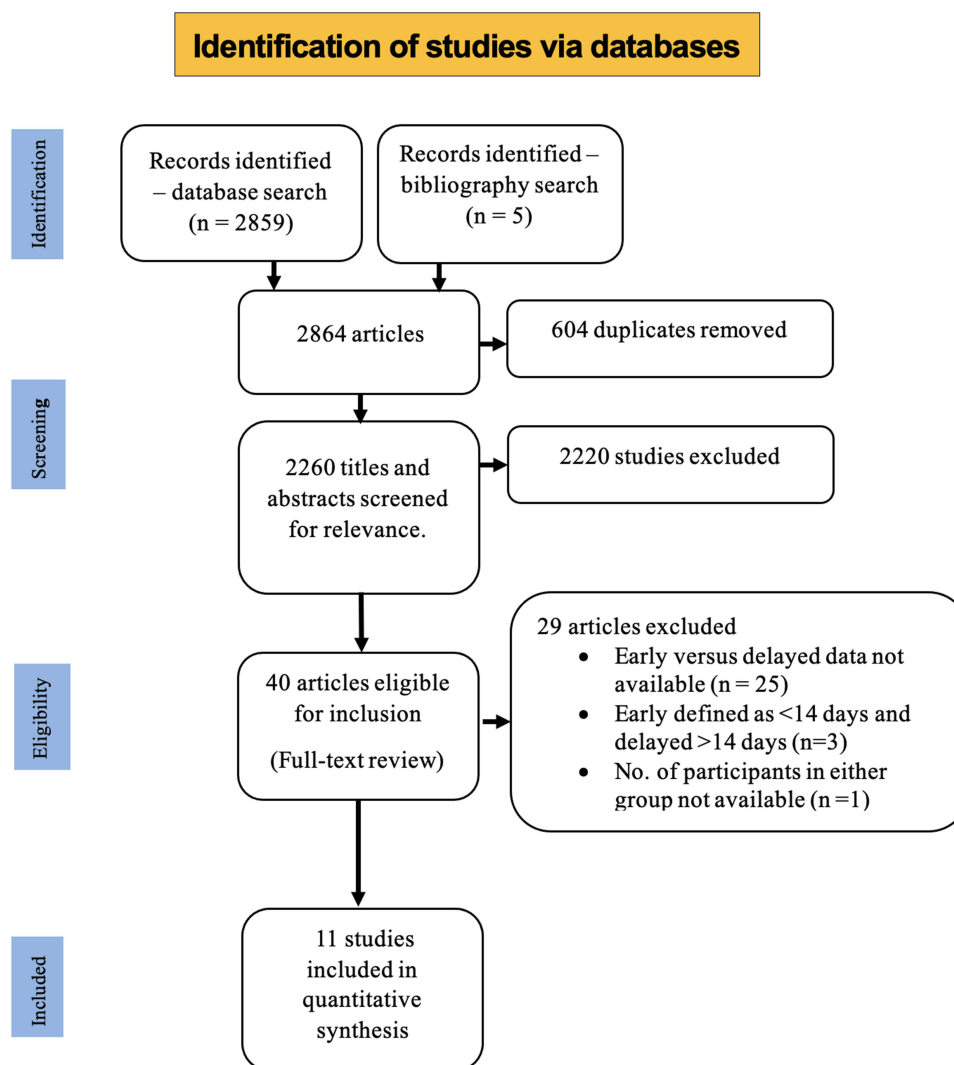 Identification of studies via databases
Identification
Records identified
– database search
(n = 2859)
Records identified –
bibliography search
(n = 5)
2864 articles
604 duplicates removed
Screening
2260 titles and
abstracts screened
for relevance.
2220 studies excluded
Eligibility
40 articles eligible
for inclusion
(Full-text review)
29 articles excluded
• Early versus delayed data not
available (n = 25)
• Early defined as <14 days and
delayed >14 days (n=3)
• No. of participants in either
group not available (n =1)
Included
11 studies
included in
quantitative
synthesis